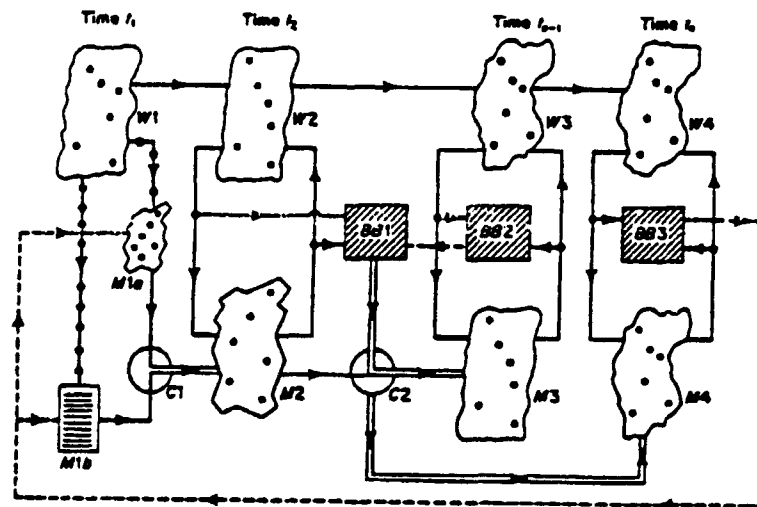 Time t₁
Time t₂
Time tₙ₋₁
Time tₙ
W1
W2
W3
W4
BB1
BB2
BB3
M1a
C1
M2
C2
M3
M4
M1b